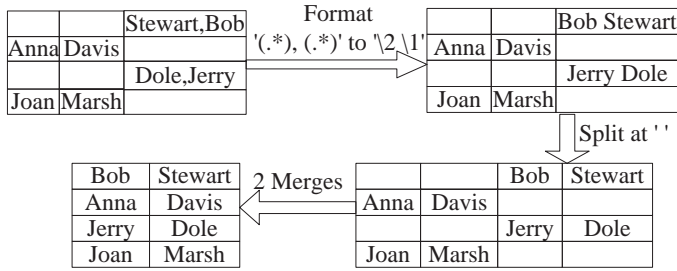 Stewart,Bob
Anna Davis
Dole,Jerry
Joan Marsh
Format
'(.*), (.*)' to '\2 \1'
Bob Stewart
Anna Davis
Jerry Dole
Joan Marsh
Split at ' '
Bob Stewart
Anna Davis
Jerry Dole
Joan Marsh
2 Merges
Bob Stewart
Anna Davis
Jerry Dole
Joan Marsh